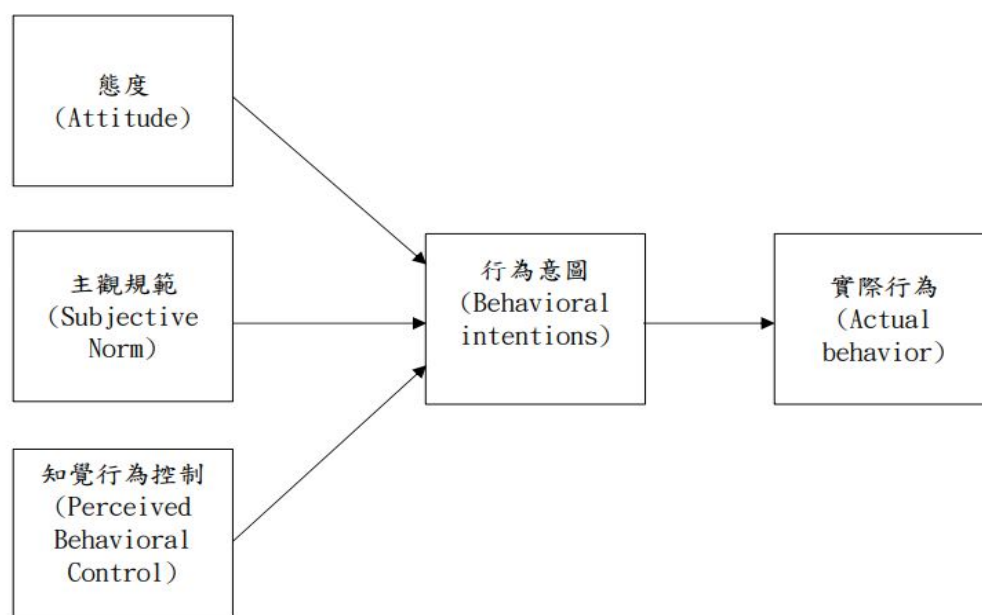 態度
(Attitude)
主觀規範
(Subjective
Norm)
知覺行為控制
(Perceived
Behavioral
Control)
行為意圖
(Behavioral
intentions)
實際行為
(Actual
behavior)